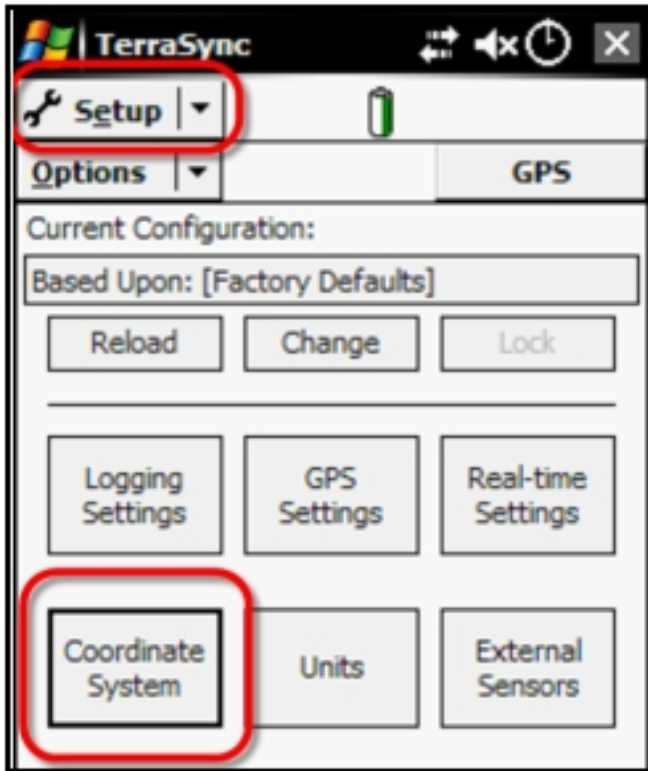 TerraSync
Setup
Options
GPS
Current Configuration:
Based Upon: [Factory Defaults]
Reload
Change
Lock
Logging
Settings
GPS
Settings
Real-time
Settings
Coordinate
System
Units
External
Sensors